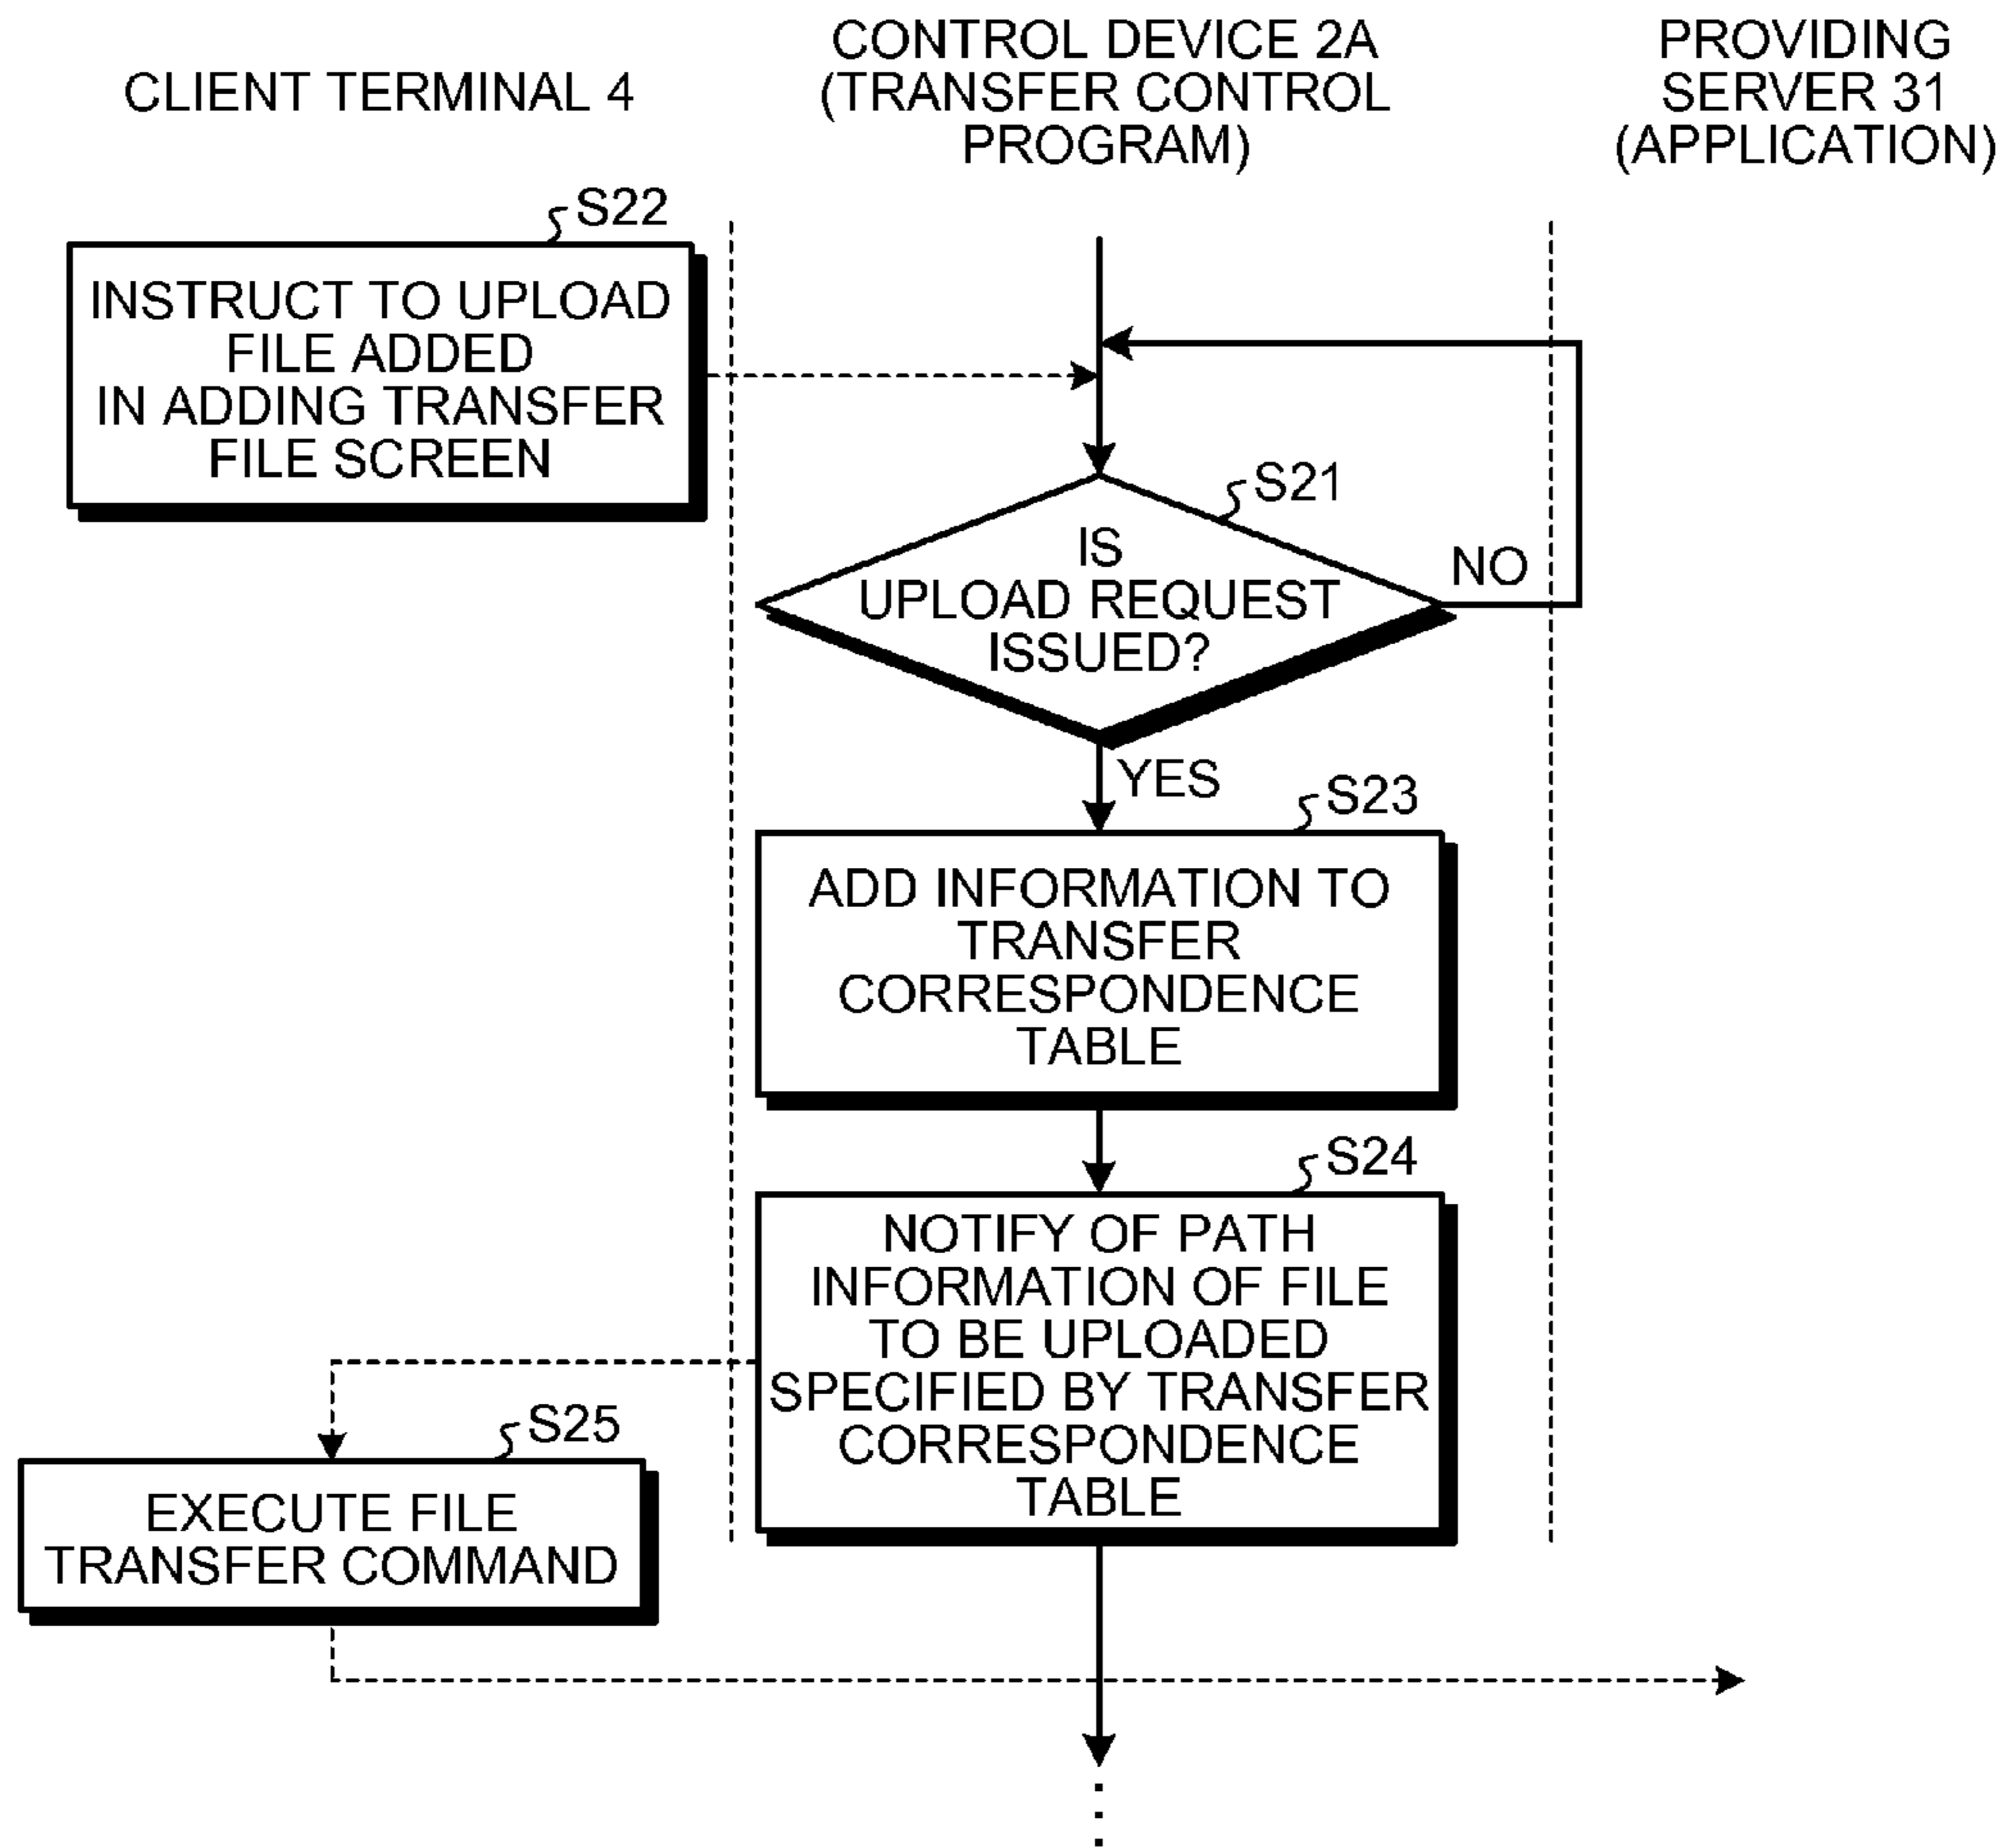 CLIENT TERMINAL 4
CONTROL DEVICE 2A
(TRANSFER CONTROL
PROGRAM)
PROVIDING
SERVER 31
(APPLICATION)
S22
INSTRUCT TO UPLOAD
FILE ADDED
IN ADDING TRANSFER
FILE SCREEN
S21
IS
UPLOAD REQUEST
ISSUED?
NO
YES
S23
ADD INFORMATION TO
TRANSFER
CORRESPONDENCE
TABLE
S24
NOTIFY OF PATH
INFORMATION OF FILE
TO BE UPLOADED
SPECIFIED BY TRANSFER
CORRESPONDENCE
TABLE
S25
EXECUTE FILE
TRANSFER COMMAND